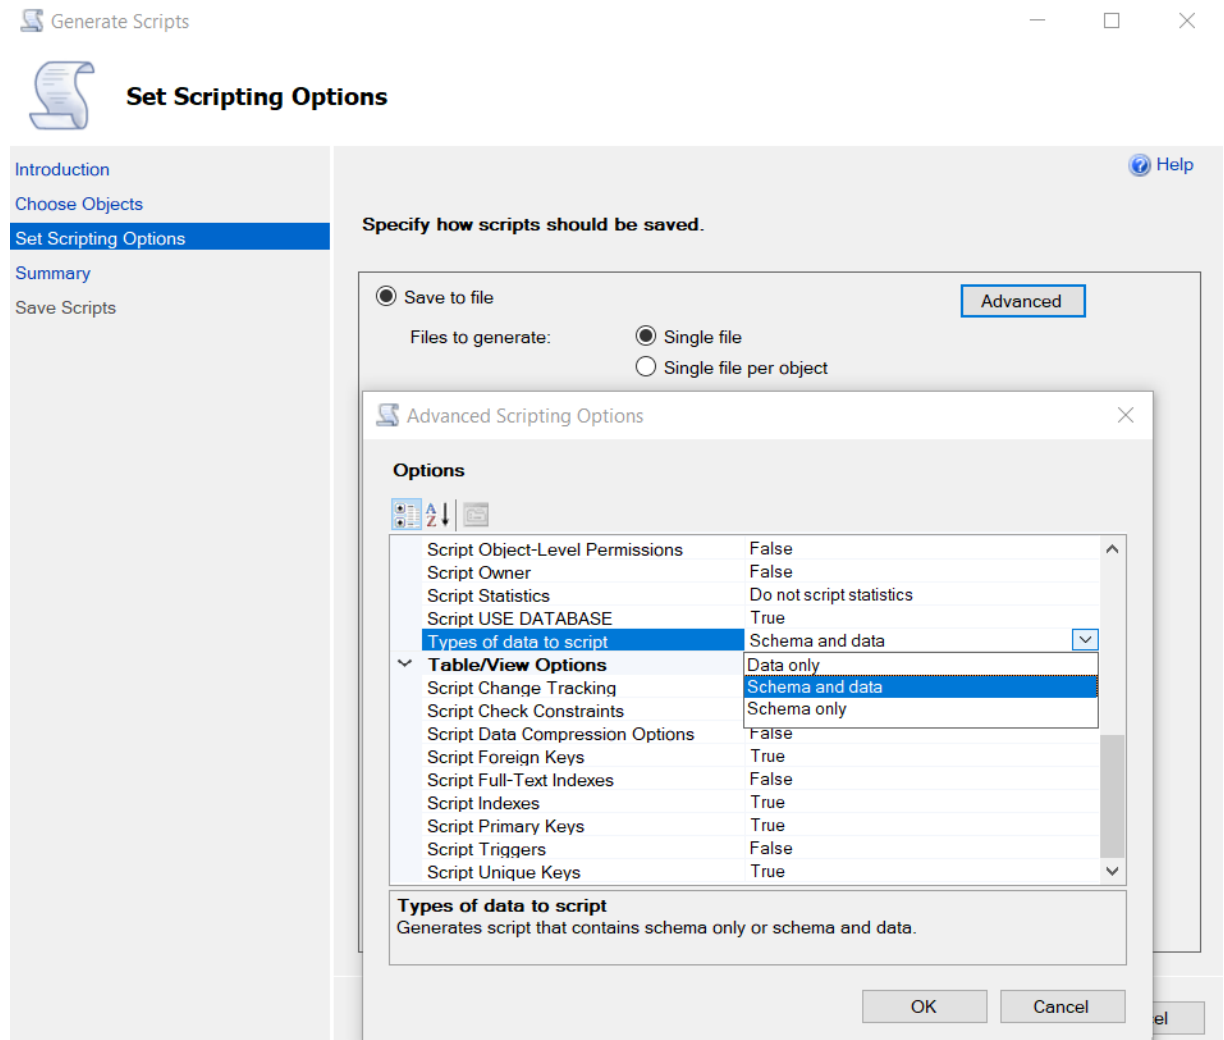 Generate Scripts
Set Scripting Options
Introduction
Choose Objects
Set Scripting Options
Summary
Save Scripts
Help
Specify how scripts should be saved.
Save to file
Advanced
Files to generate:
Single file
Single file per object
Advanced Scripting Options
Options
Script Object-Level Permissions False
Script Owner False
Script Statistics Do not script statistics
Script USE DATABASE True
Types of data to script Schema and data
Data only
Schema and data
Schema only
Table/View Options
Script Change Tracking
Script Check Constraints
Script Data Compression Options False
Script Foreign Keys True
Script Full-Text Indexes False
Script Indexes True
Script Primary Keys True
Script Triggers False
Script Unique Keys True
Types of data to script
Generates script that contains schema only or schema and data.
OK
Cancel
el